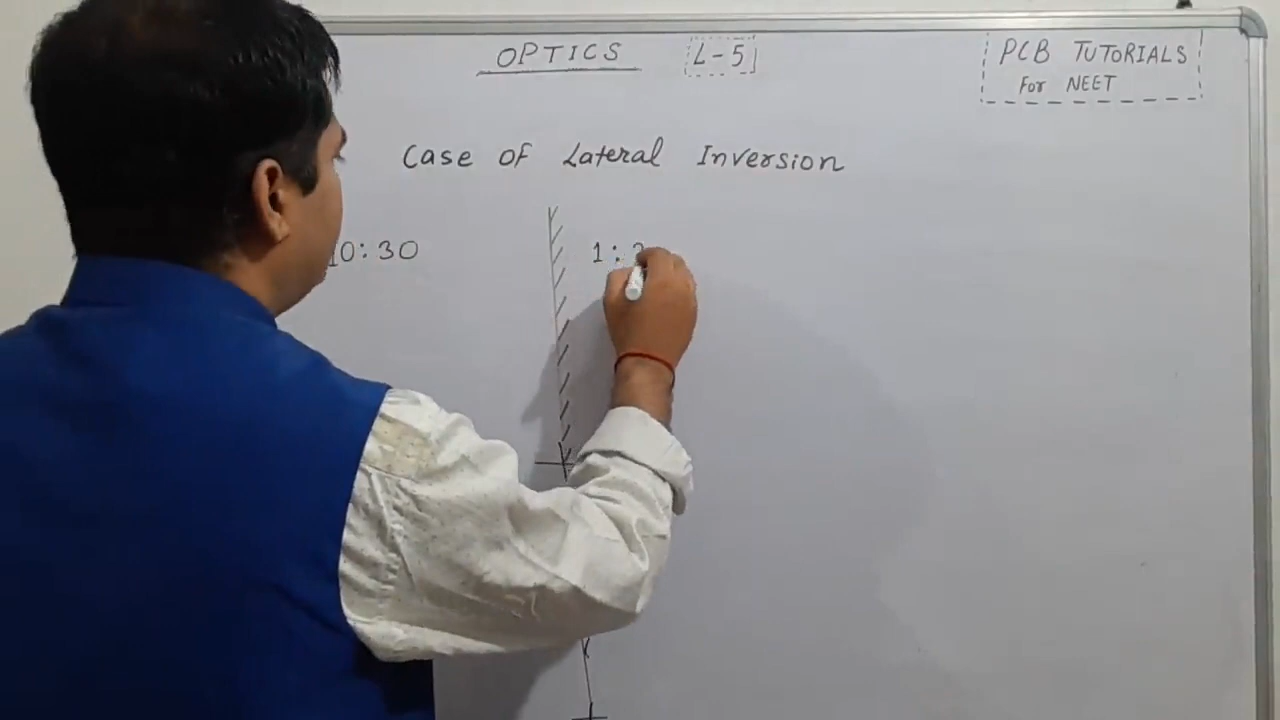 OPTICS L-5
PCB TUTORIALS
For NEET
Case of Lateral Inversion
10:30 1: